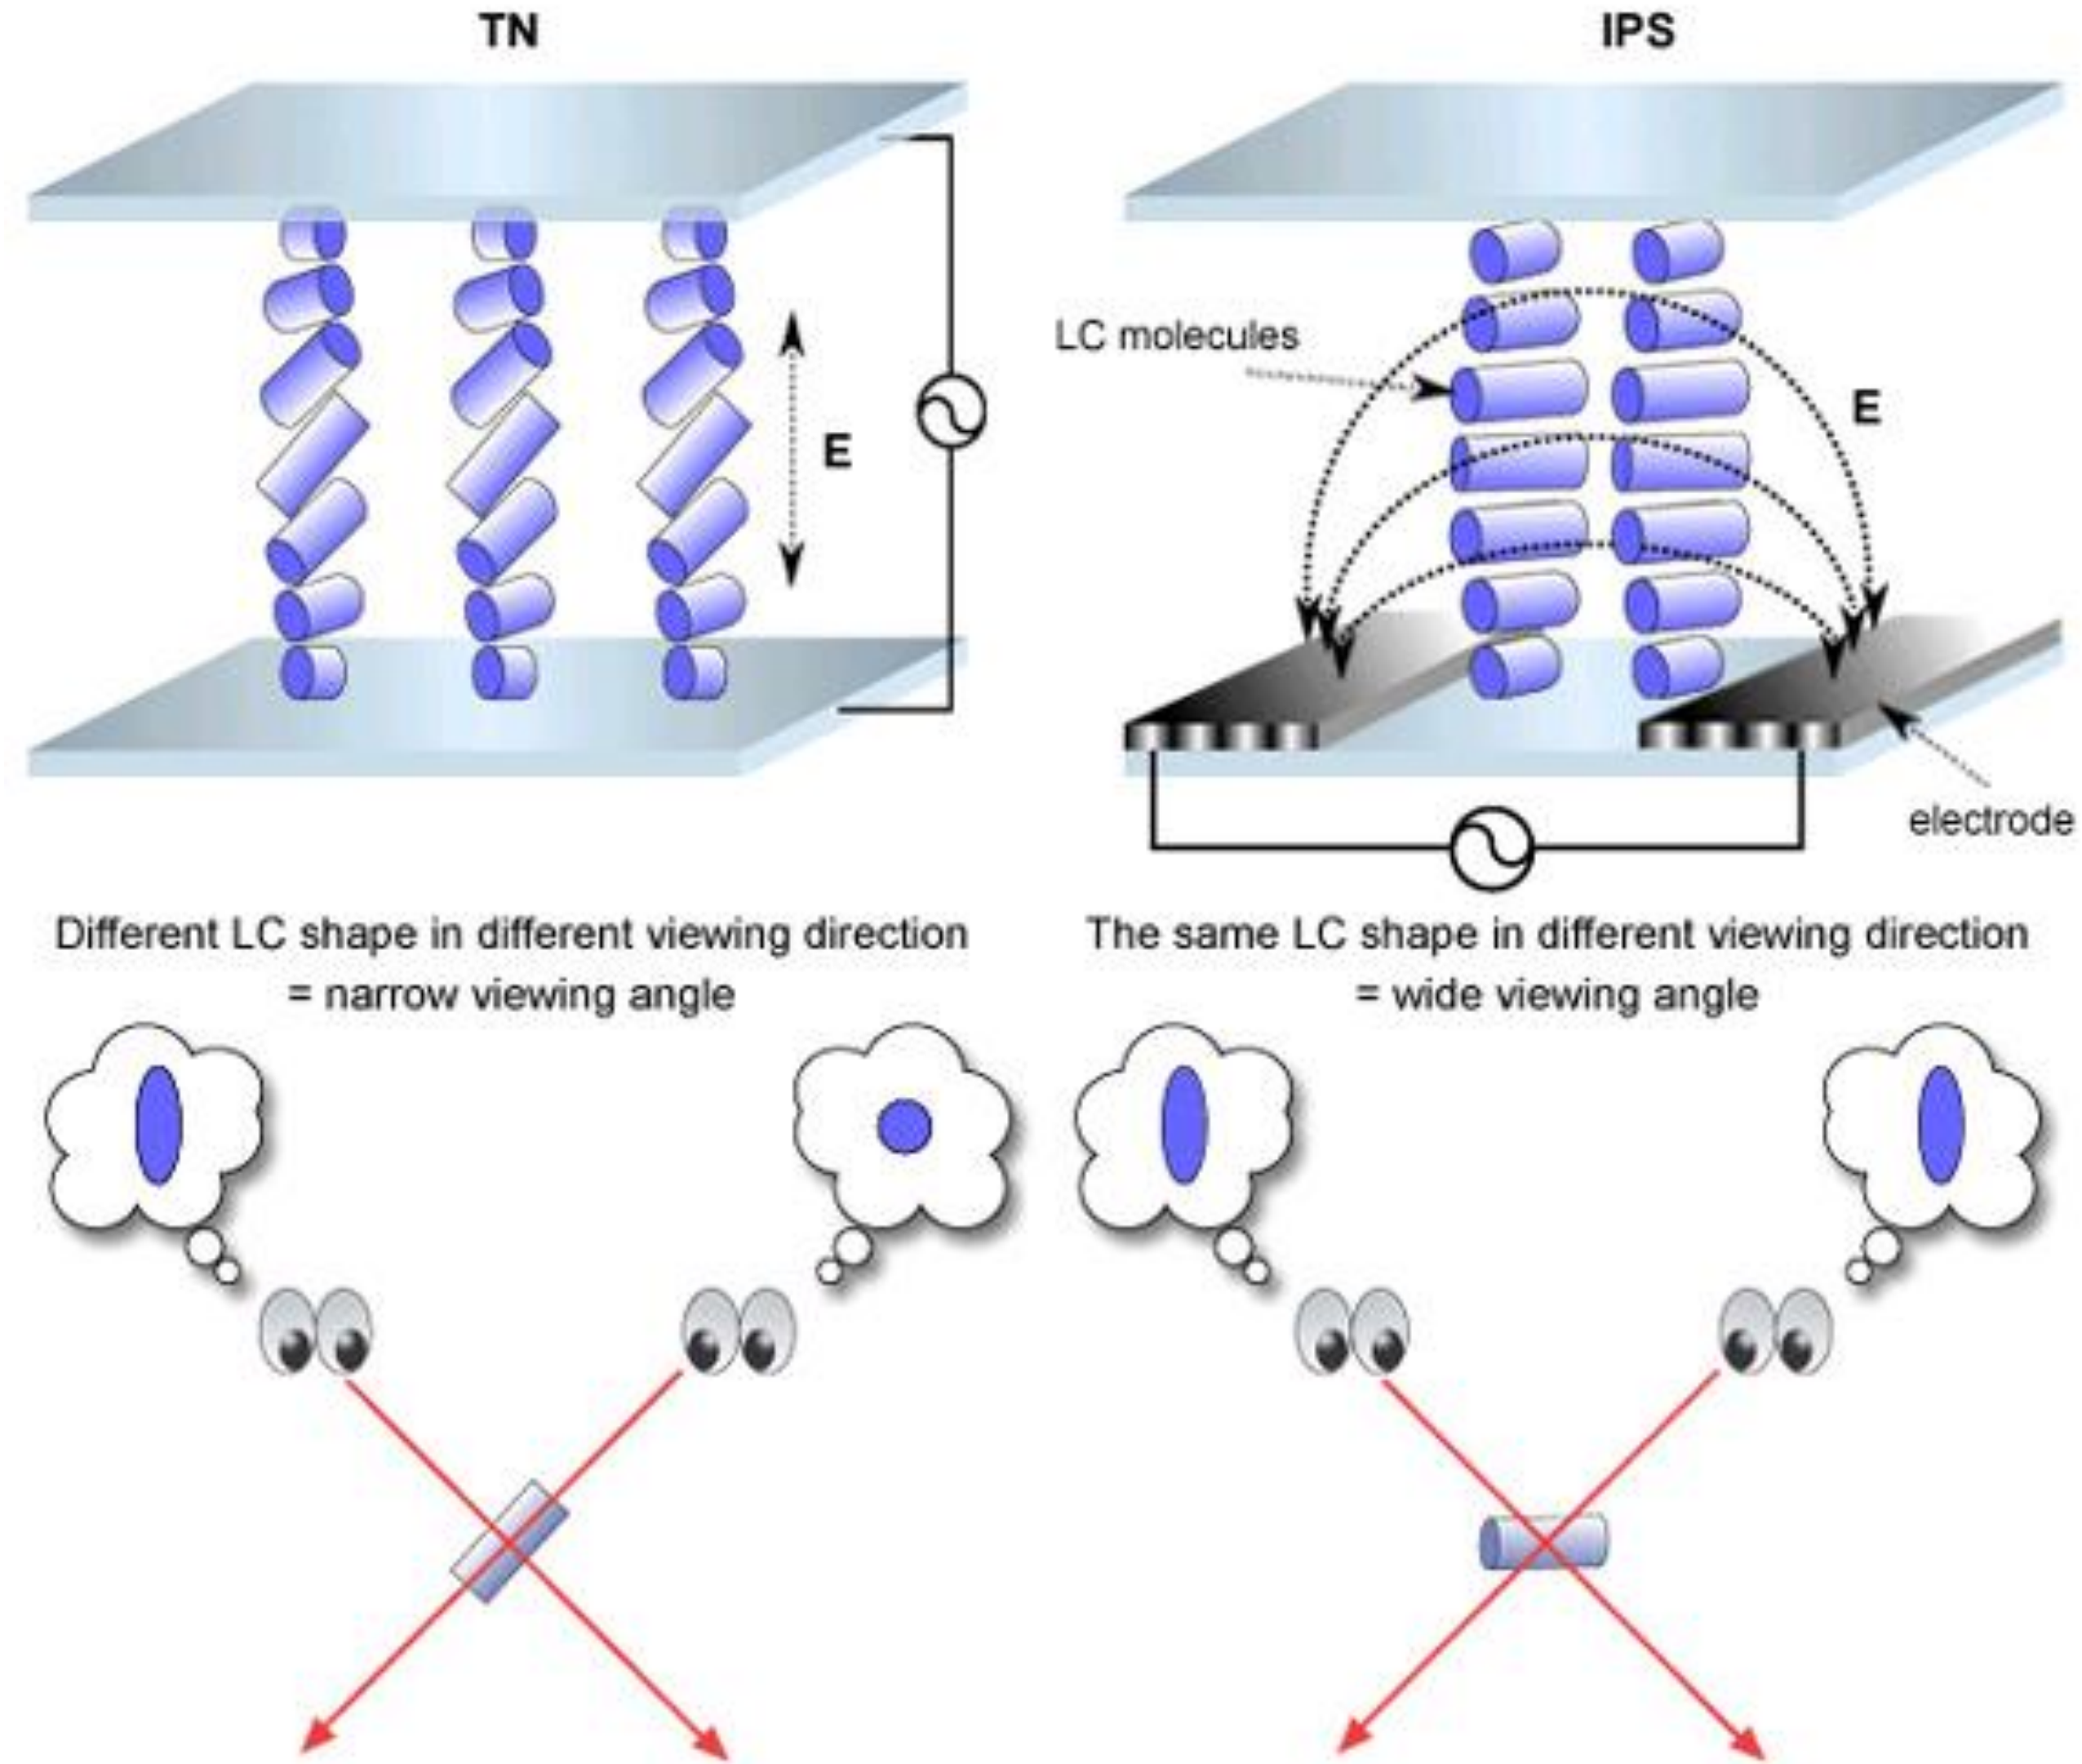 TN
IPS
LC molecules
E
E
electrode
Different LC shape in different viewing direction
= narrow viewing angle
The same LC shape in different viewing direction
= wide viewing angle